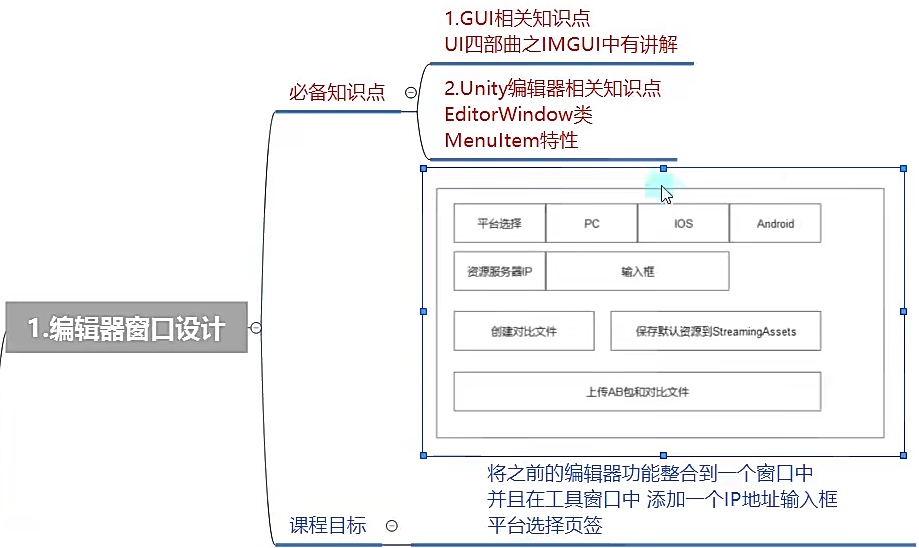 1.GUI相关知识点
UI四部曲之IMGUI中有讲解
必备知识点
2.Unity编辑器相关知识点
EditorWindow类
MenuItem特性
平台选择
PC
IOS
Android
资源服务器IP
输入框
1.编辑器窗口设计
创建对比文件
保存默认资源到StreamingAssets
上传AB包和对比文件
将之前的编辑器功能整合到一个窗口中
并且在工具窗口中 添加一个IP地址输入框
平台选择页签
课程目标